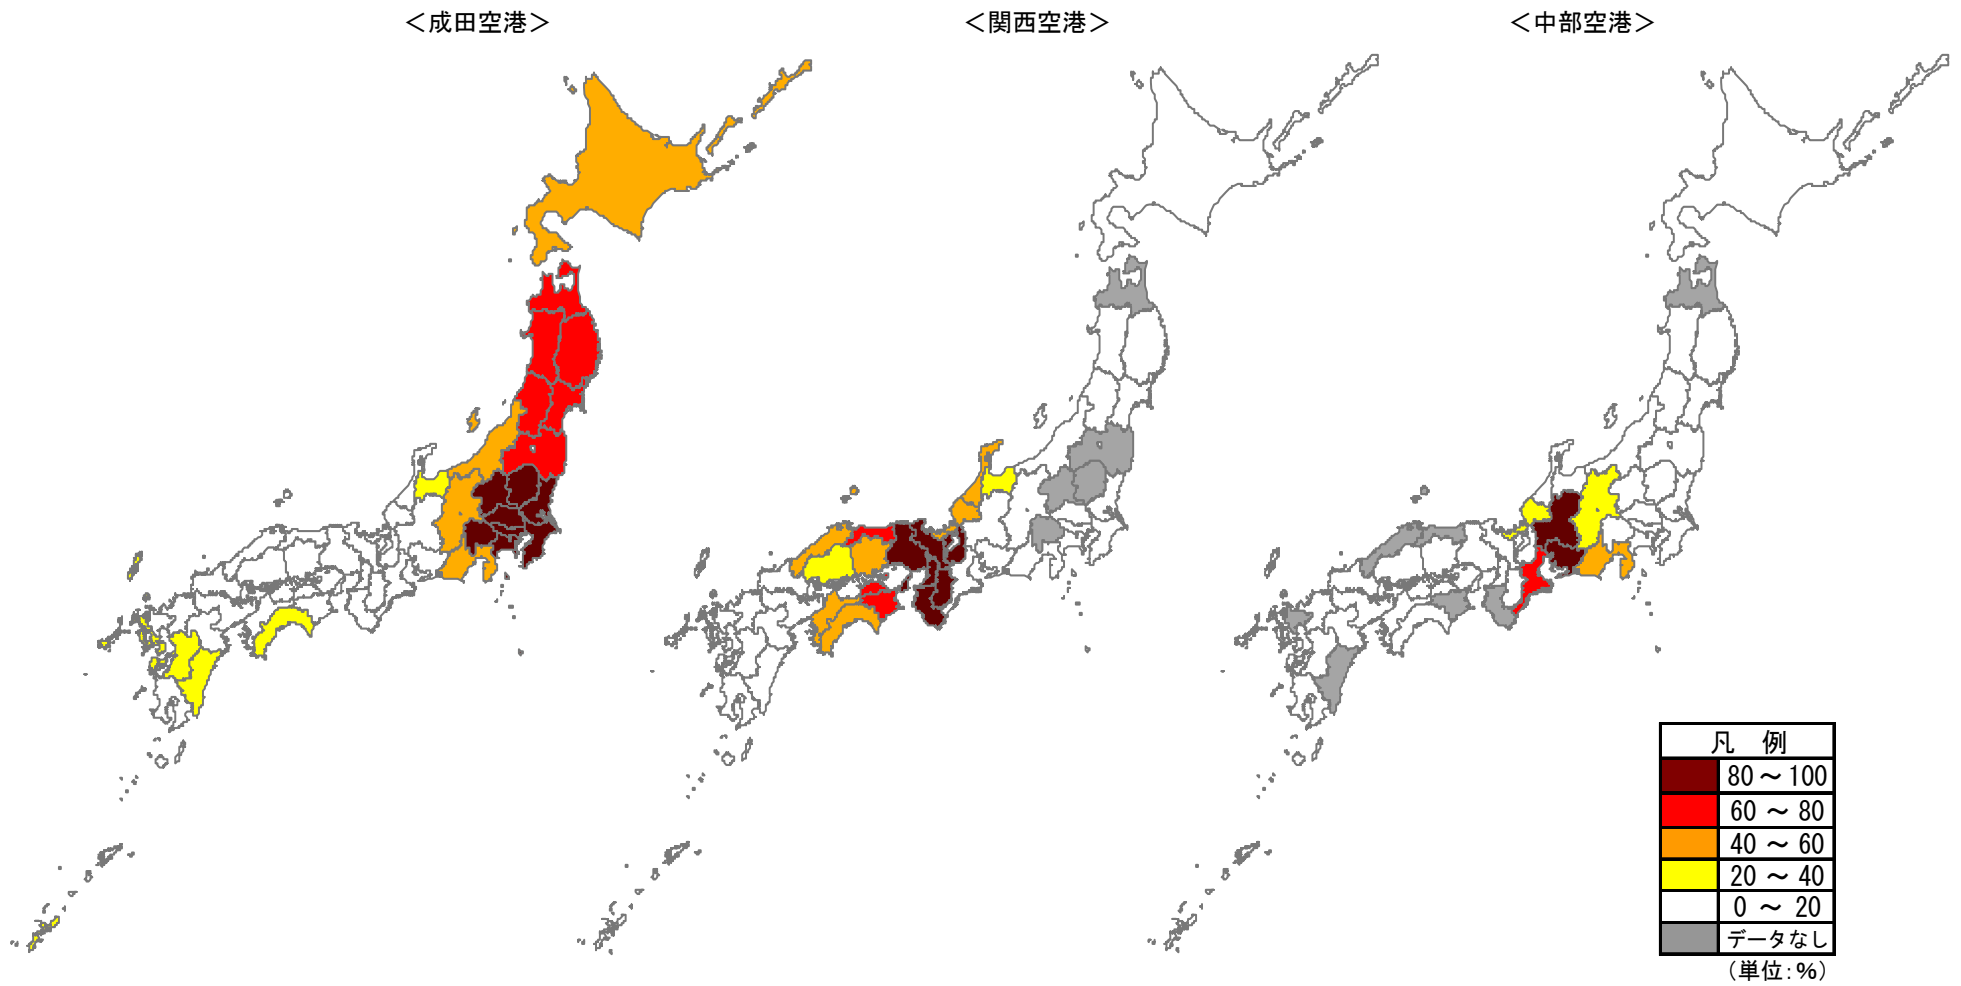 ＜成田空港＞
＜関西空港＞
＜中部空港＞
凡　例
80 ～ 100
60 ～ 80
40 ～ 60
20 ～ 40
0 ～ 20
データなし
（単位：%）